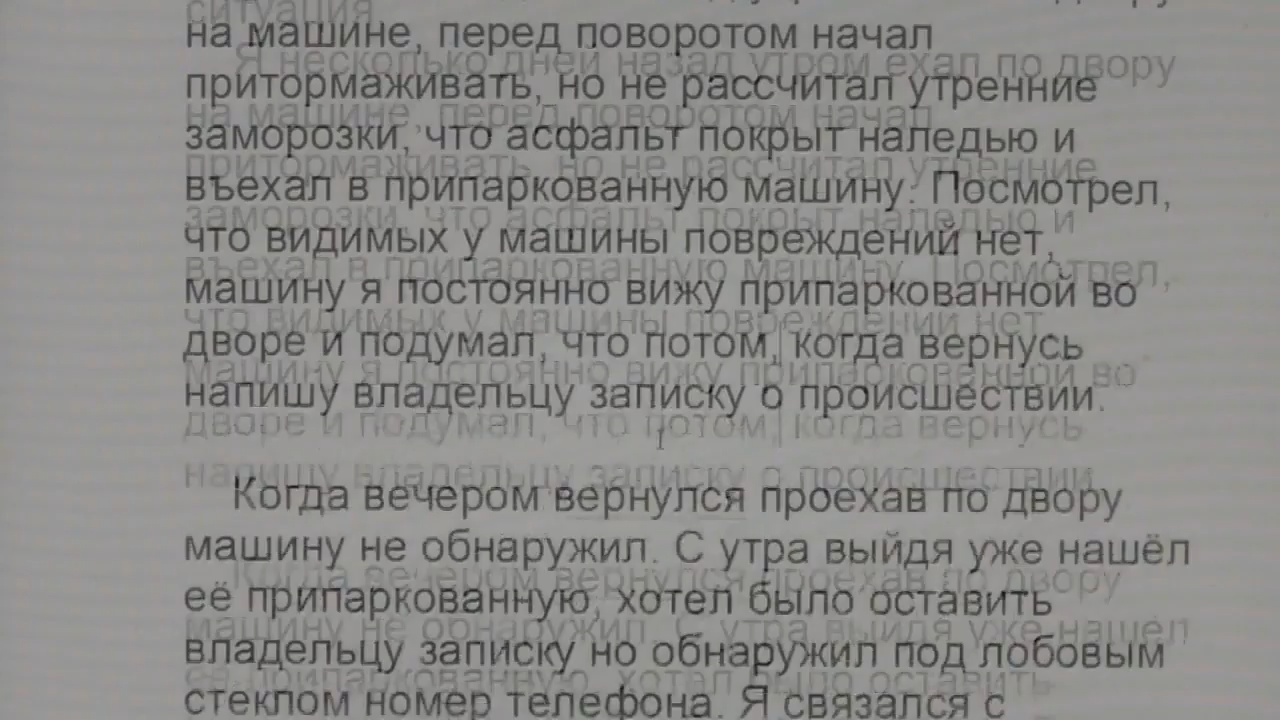 ситуация
на машине, перед поворотом начал
притормаживать, но не рассчитал утренние
заморозки, что асфальт покрыт наледью и
въехал в припаркованную машину. Посмотрел,
что видимых у машины повреждений нет,
машину я постоянно вижу припаркованной во
дворе и подумал, что потом, когда вернусь
напишу владельцу записку о происшествии.
Когда вечером вернулся проехав по двору
машину не обнаружил. С утра выйдя уже нашёл
её припаркованную, хотел было оставить
владельцу записку но обнаружил под лобовым
стеклом номер телефона. Я связался с